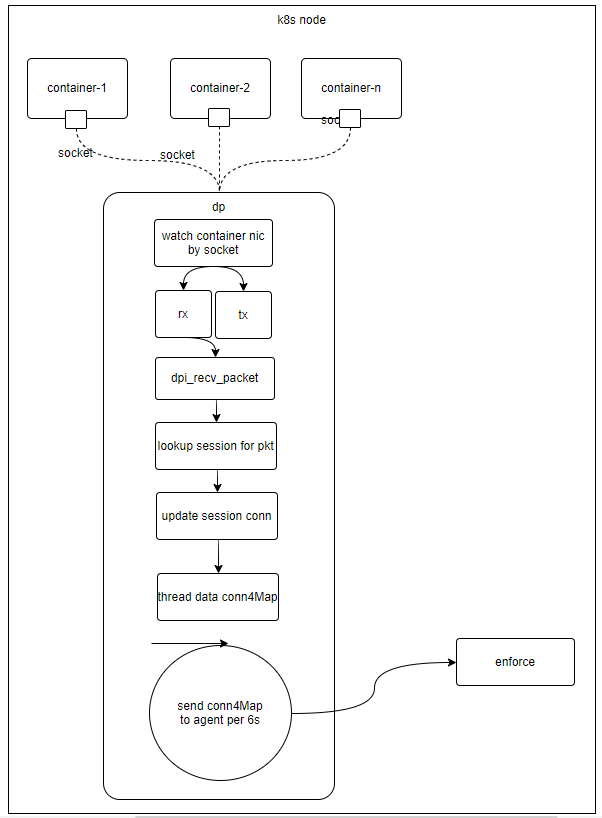 k8s node
container-1
container-2
container-n
soc
socket
socket
dp
watch container nic
by socket
rx
tx
dpi_recv_packet
lookup session for pkt
update session conn
thread data conn4Map
enforce
send conn4Map
to agent per 6s